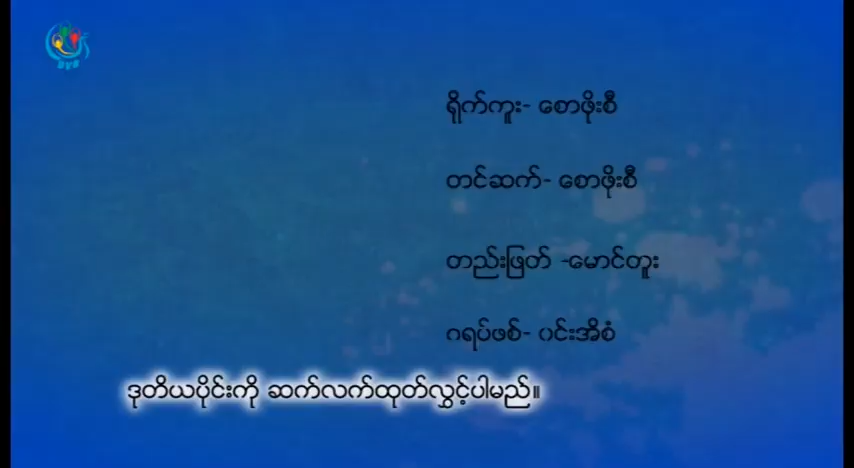 DVB
ရိုက်ကူး- စောဖိုးစီ
တင်ဆက်- စောဖိုးစီ
တည်းဖြတ် -မောင်တူး
ဂရပ်ဖစ်- ဝင်းအိစံ
ဒုတိယပိုင်းကို ဆက်လက်ထုတ်လွှင့်ပါမည်။